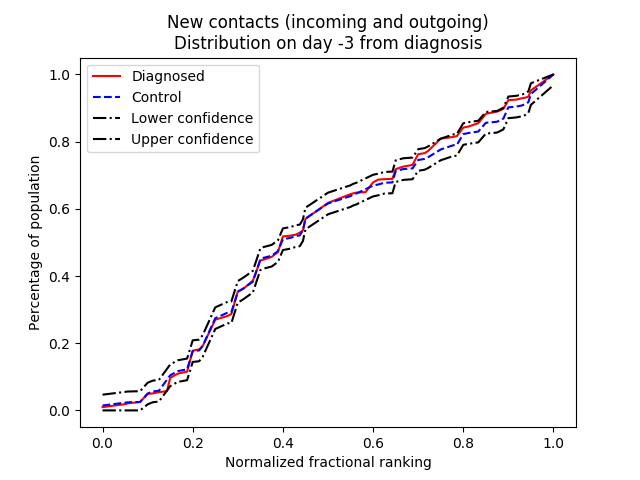 New contacts (incoming and outgoing)
Distribution on day -3 from diagnosis
Diagnosed
Control
Lower confidence
Upper confidence
Percentage of population
1.0
0.8
0.6
0.4
0.2
0.0
0.0 0.2 0.4 0.6 0.8 1.0
Normalized fractional ranking